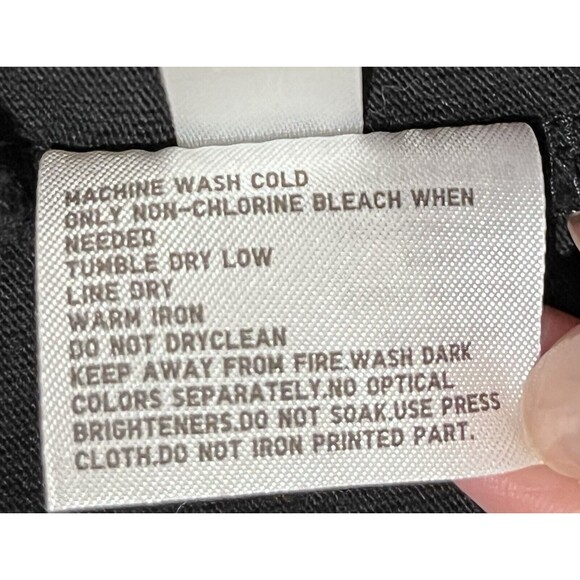 MACHINE WASH COLD
ONLY NON-CHLORINE BLEACH WHEN
NEEDED
TUMBLE DRY LOW
LINE DRY
WARM IRON
DO NOT DRYCLEAN
KEEP AWAY FROM FIRE.WASH DARK
COLORS SEPARATELY.NO OPTICAL
BRIGHTENERS.DO NOT SOAK.USE PRESS
CLOTH.DO NOT IRON PRINTED PART.